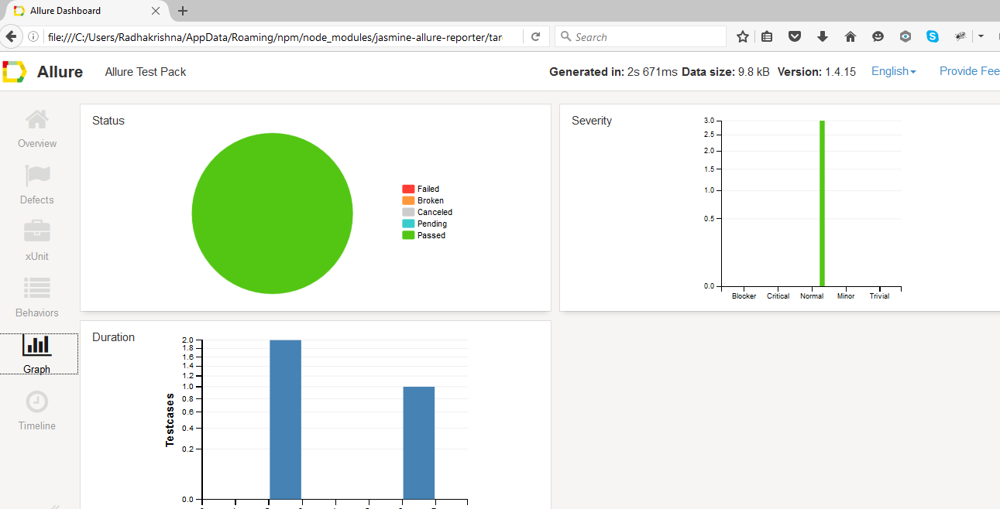 Allure Dashboard
file:///C:/Users/Radhakrishna/AppData/Roaming/npm/node_modules/jasmine-allure-reporter/tar
Search
Allure
Allure Test Pack
Generated in: 2s 671ms Data size: 9.8 kB Version: 1.4.15
English
Provide Fee
Overview
Defects
xUnit
Behaviors
Graph
Timeline
Status
Failed
Broken
Canceled
Pending
Passed
Severity
3.0
2.5
2.0
1.5
1.0
0.5
0.0
Blocker Critical Normal Minor Trivial
Duration
Testcases
2.0
1.8
1.6
1.4
1.2
1.0
0.8
0.6
0.4
0.2
0.0